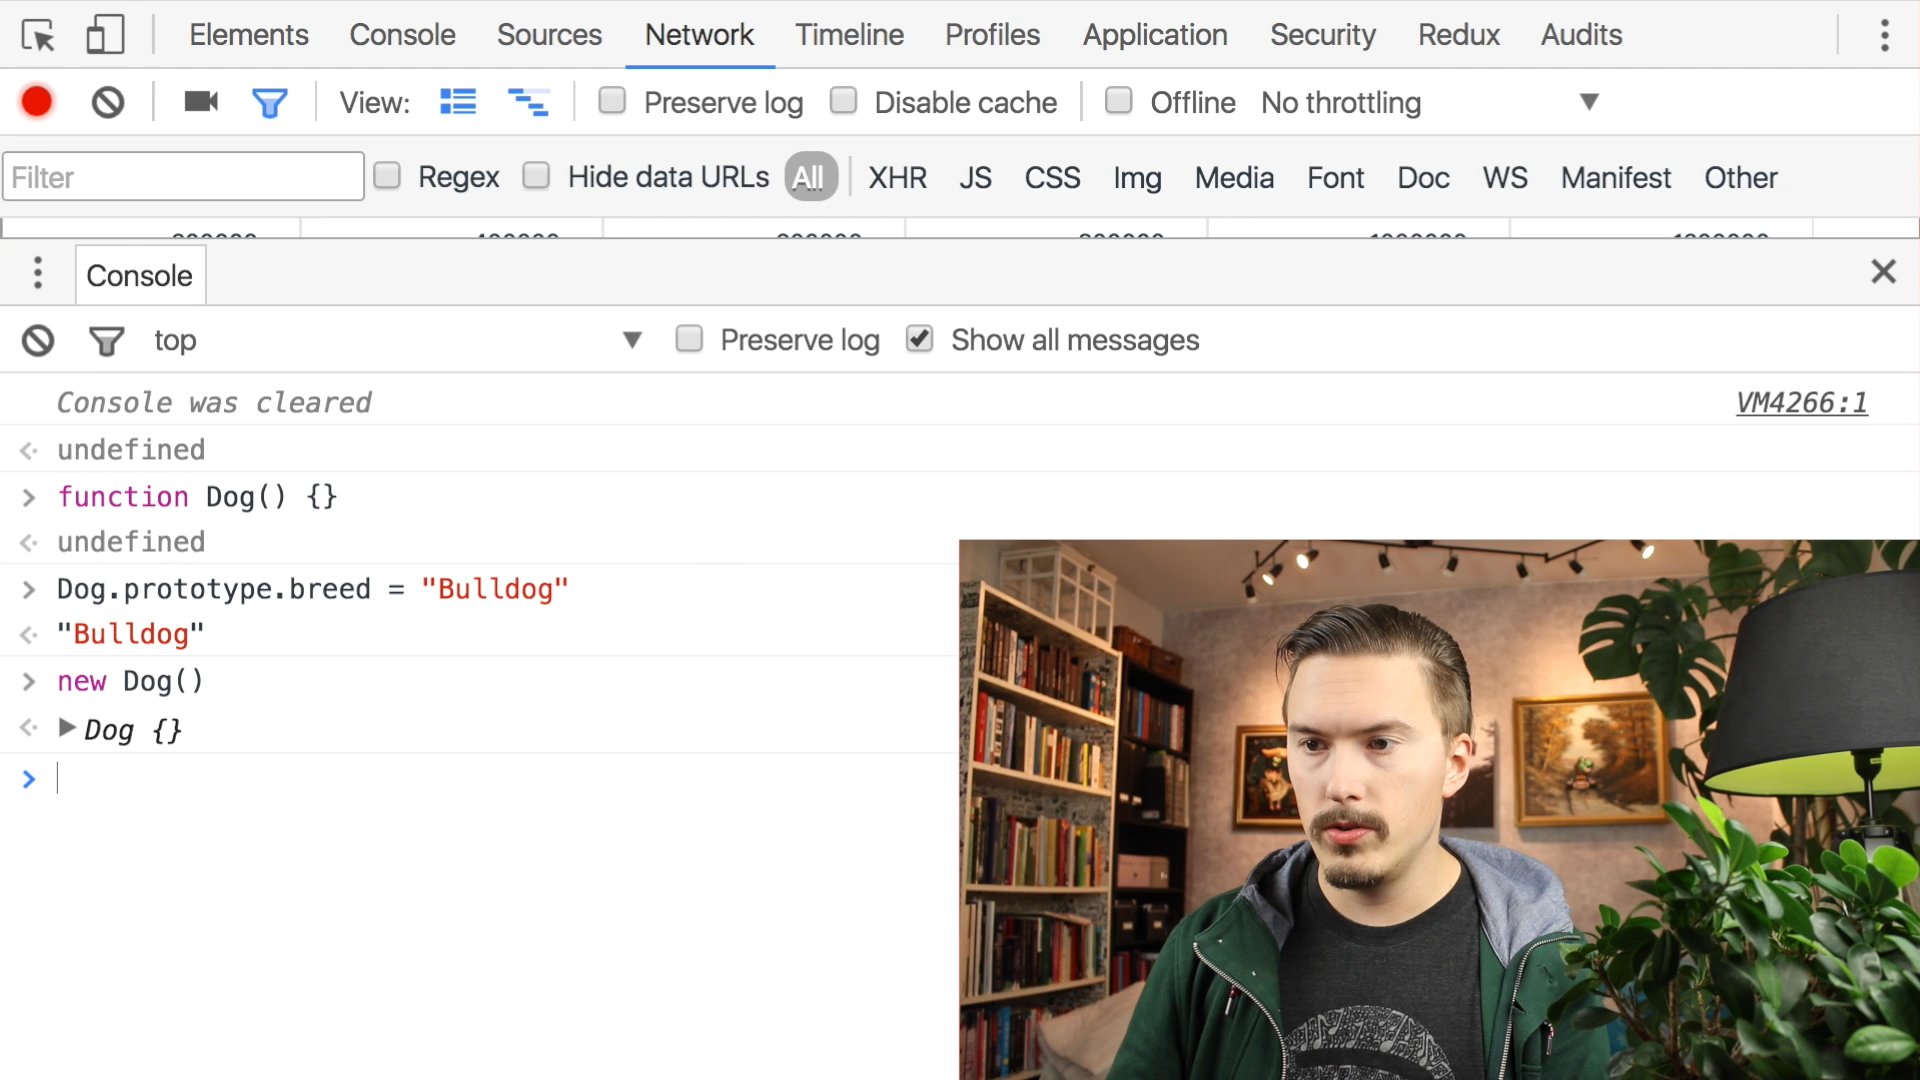 Elements Console Sources Network Timeline Profiles Application Security Redux Audits
View: Preserve log Disable cache Offline No throttling
Filter Regex Hide data URLs All XHR JS CSS Img Media Font Doc WS Manifest Other
Console
top Preserve log Show all messages
Console was cleared VM4266:1
undefined
function Dog() {}
undefined
Dog.prototype.breed = "Bulldog"
"Bulldog"
new Dog()
Dog {}